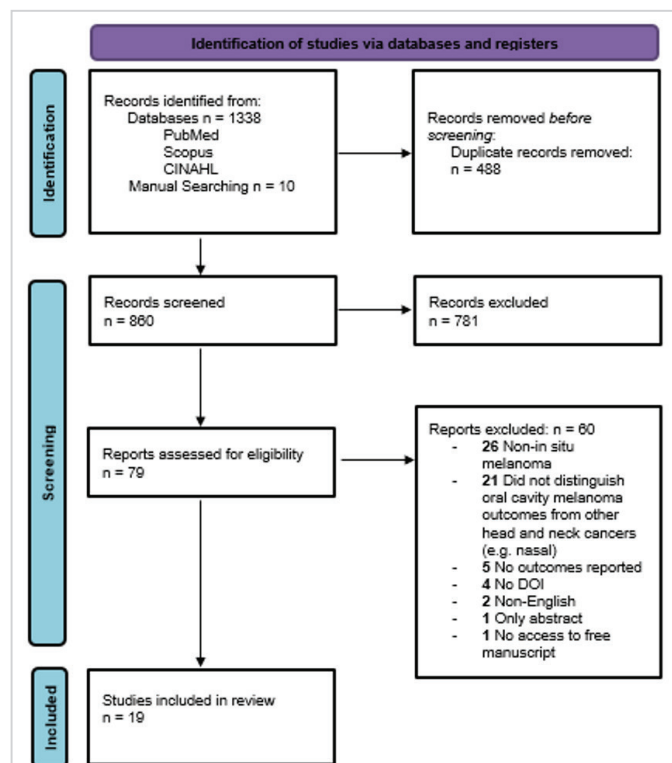 Identification of studies via databases and registers
Identification
Records identified from:
Databases n = 1338
PubMed
Scopus
CINAHL
Manual Searching n = 10
Records removed before
screening:
Duplicate records removed:
n = 488
Screening
Records screened
n = 860
Records excluded
n = 781
Reports assessed for eligibility
n = 79
Reports excluded: n = 60
- 26 Non-in situ
melanoma
- 21 Did not distinguish
oral cavity melanoma
outcomes from other
head and neck cancers
(e.g. nasal)
- 5 No outcomes reported
- 4 No DOI
- 2 Non-English
- 1 Only abstract
- 1 No access to free
manuscript
Included
Studies included in review
n = 19